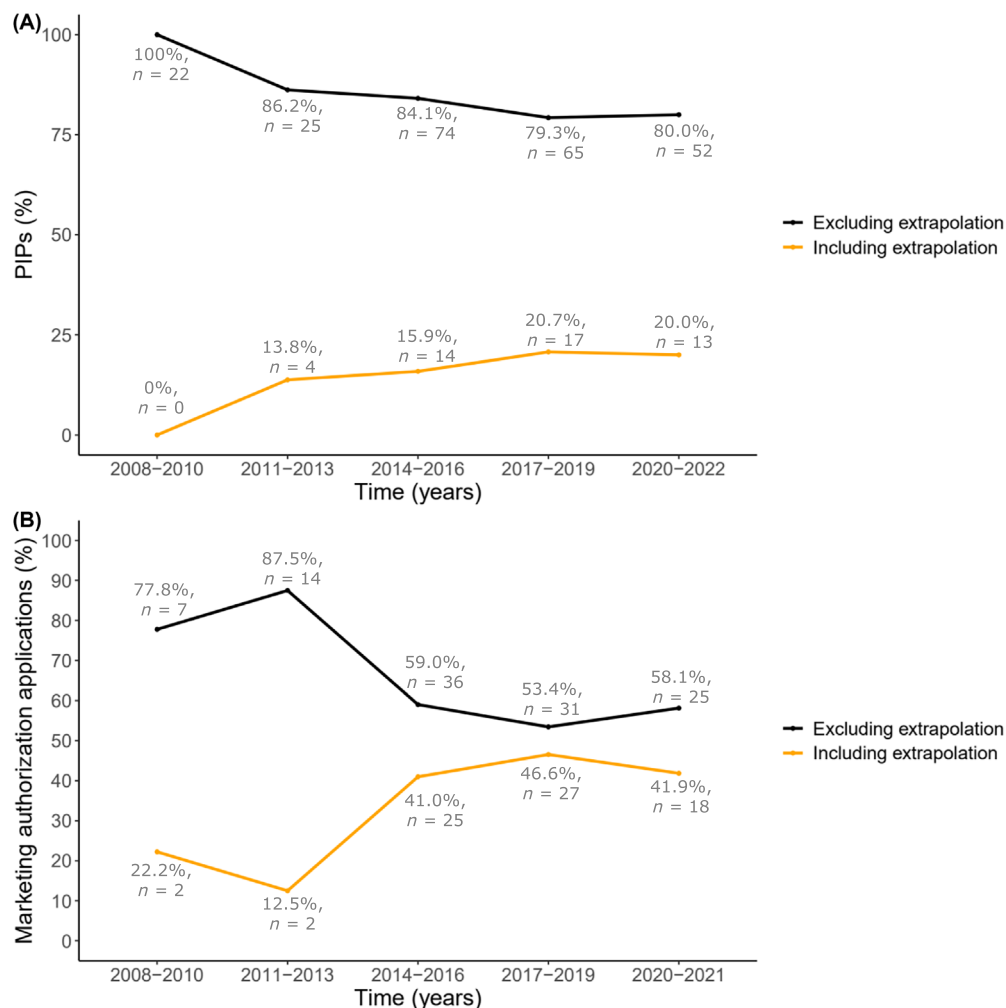 (A)
100
75
50
25
0
PIPs (%)
100%,
n = 22
86.2%,
n = 25
84.1%,
n = 74
79.3%,
n = 65
80.0%,
n = 52
0%,
n = 0
13.8%,
n = 4
15.9%,
n = 14
20.7%,
n = 17
20.0%,
n = 13
2008−2010
2011−2013
2014−2016
2017−2019
2020−2022
Time (years)
Excluding extrapolation
Including extrapolation
(B)
100
90
80
70
60
50
40
30
20
10
0
Marketing authorization applications (%)
77.8%,
n = 7
87.5%,
n = 14
59.0%,
n = 36
53.4%,
n = 31
58.1%,
n = 25
22.2%,
n = 2
12.5%,
n = 2
41.0%,
n = 25
46.6%,
n = 27
41.9%,
n = 18
2008−2010
2011−2013
2014−2016
2017−2019
2020−2021
Time (years)
Excluding extrapolation
Including extrapolation